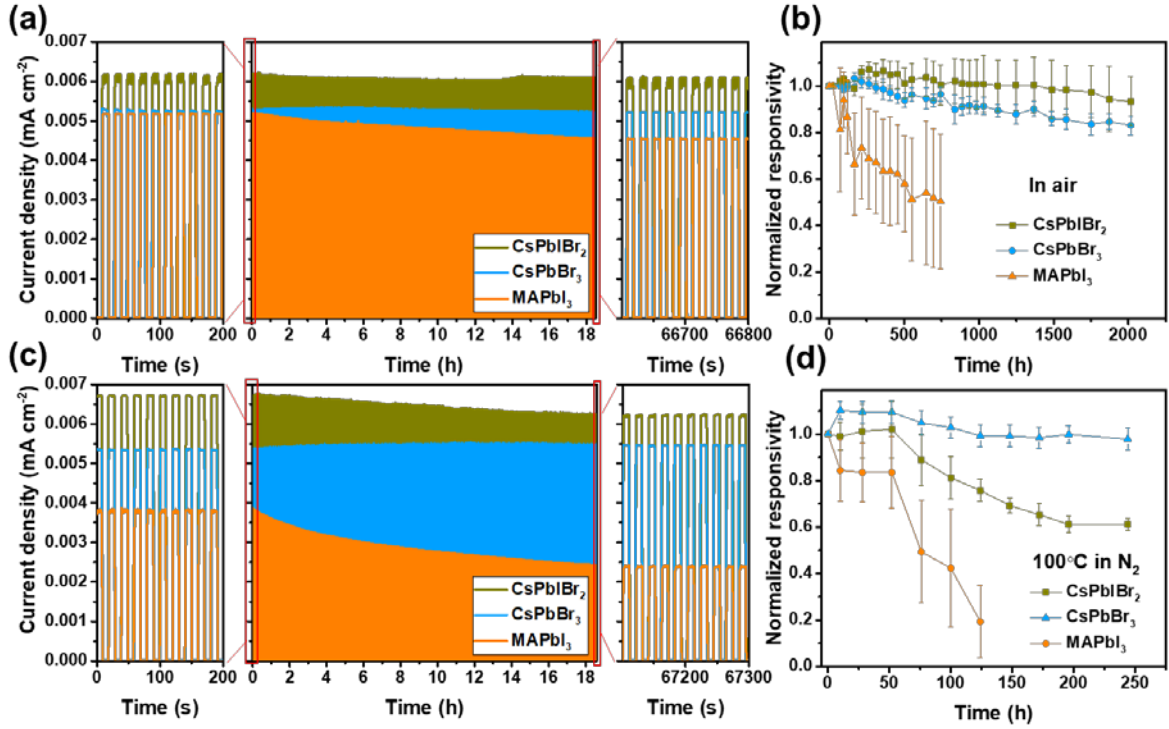 (a)
Current density (mA cm⁻²)
0.007
0.006
0.005
0.004
0.003
0.002
0.001
0.000
0 100 200
Time (s)
0 2 4 6 8 10 12 14 16 18
Time (h)
CsPbIBr₂
CsPbBr₃
MAPbI₃
66700 66800
Time (s)
(b)
Normalized responsivity
1.2
1.0
0.8
0.6
0.4
0.2
0 500 1000 1500 2000
Time (h)
In air
CsPbIBr₂
CsPbBr₃
MAPbI₃
(c)
Current density (mA cm⁻²)
0.007
0.006
0.005
0.004
0.003
0.002
0.001
0.000
0 100 200
Time (s)
0 2 4 6 8 10 12 14 16 18
Time (h)
CsPbIBr₂
CsPbBr₃
MAPbI₃
67200 67300
Time (s)
(d)
Normalized responsivity
1.0
0.8
0.6
0.4
0.2
0.0
0 50 100 150 200 250
Time (h)
100°C in N₂
CsPbIBr₂
CsPbBr₃
MAPbI₃